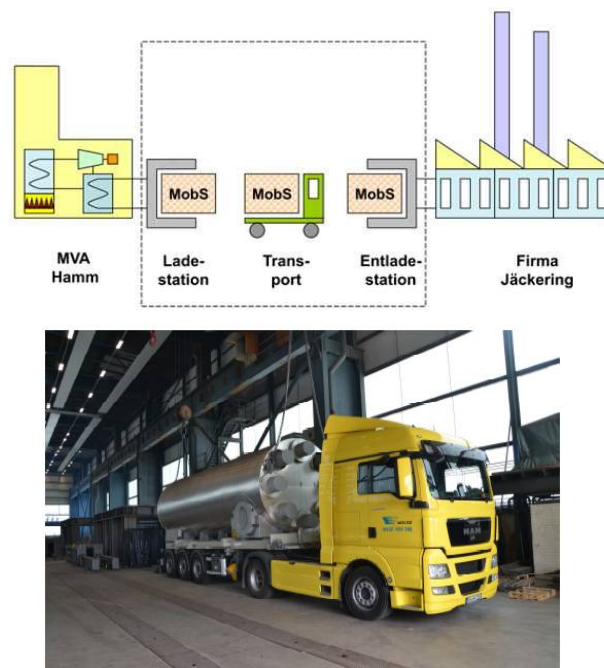 MobS
MobS
MobS
MVA
Hamm
Lade-
station
Trans-
port
Entlade-
station
Firma
Jäckering
MAN